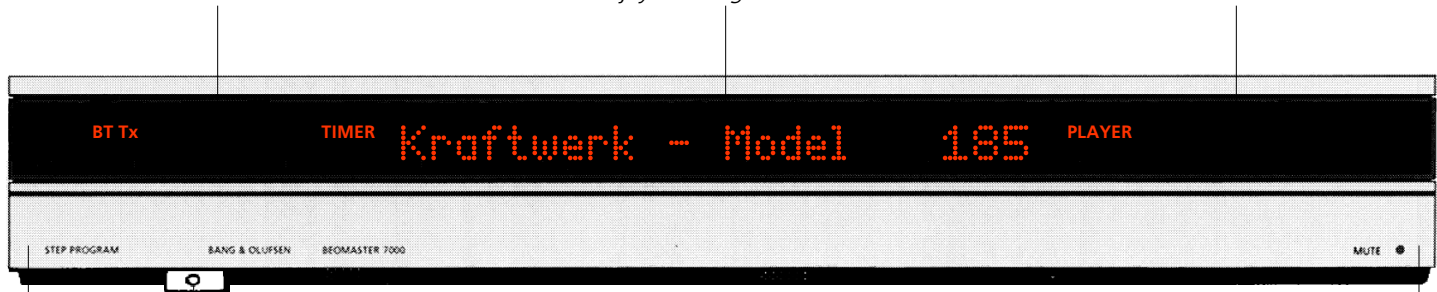 BT Tx TIMER Kraftwerk - Model 185 PLAYER
STEP PROGRAM BANG & OLUFSEN BEOMASTER 7000 MUTE